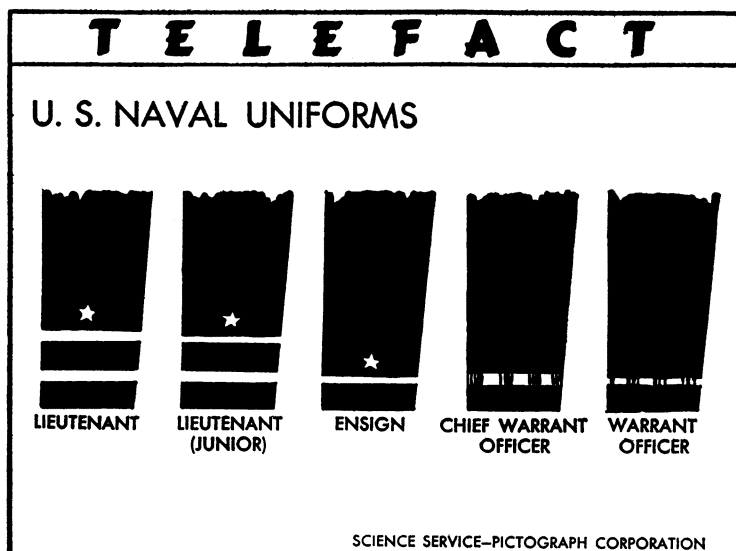 TELEFACT
U. S. NAVAL UNIFORMS
LIEUTENANT
LIEUTENANT
(JUNIOR)
ENSIGN
CHIEF WARRANT
OFFICER
WARRANT
OFFICER
SCIENCE SERVICE–PICTOGRAPH CORPORATION